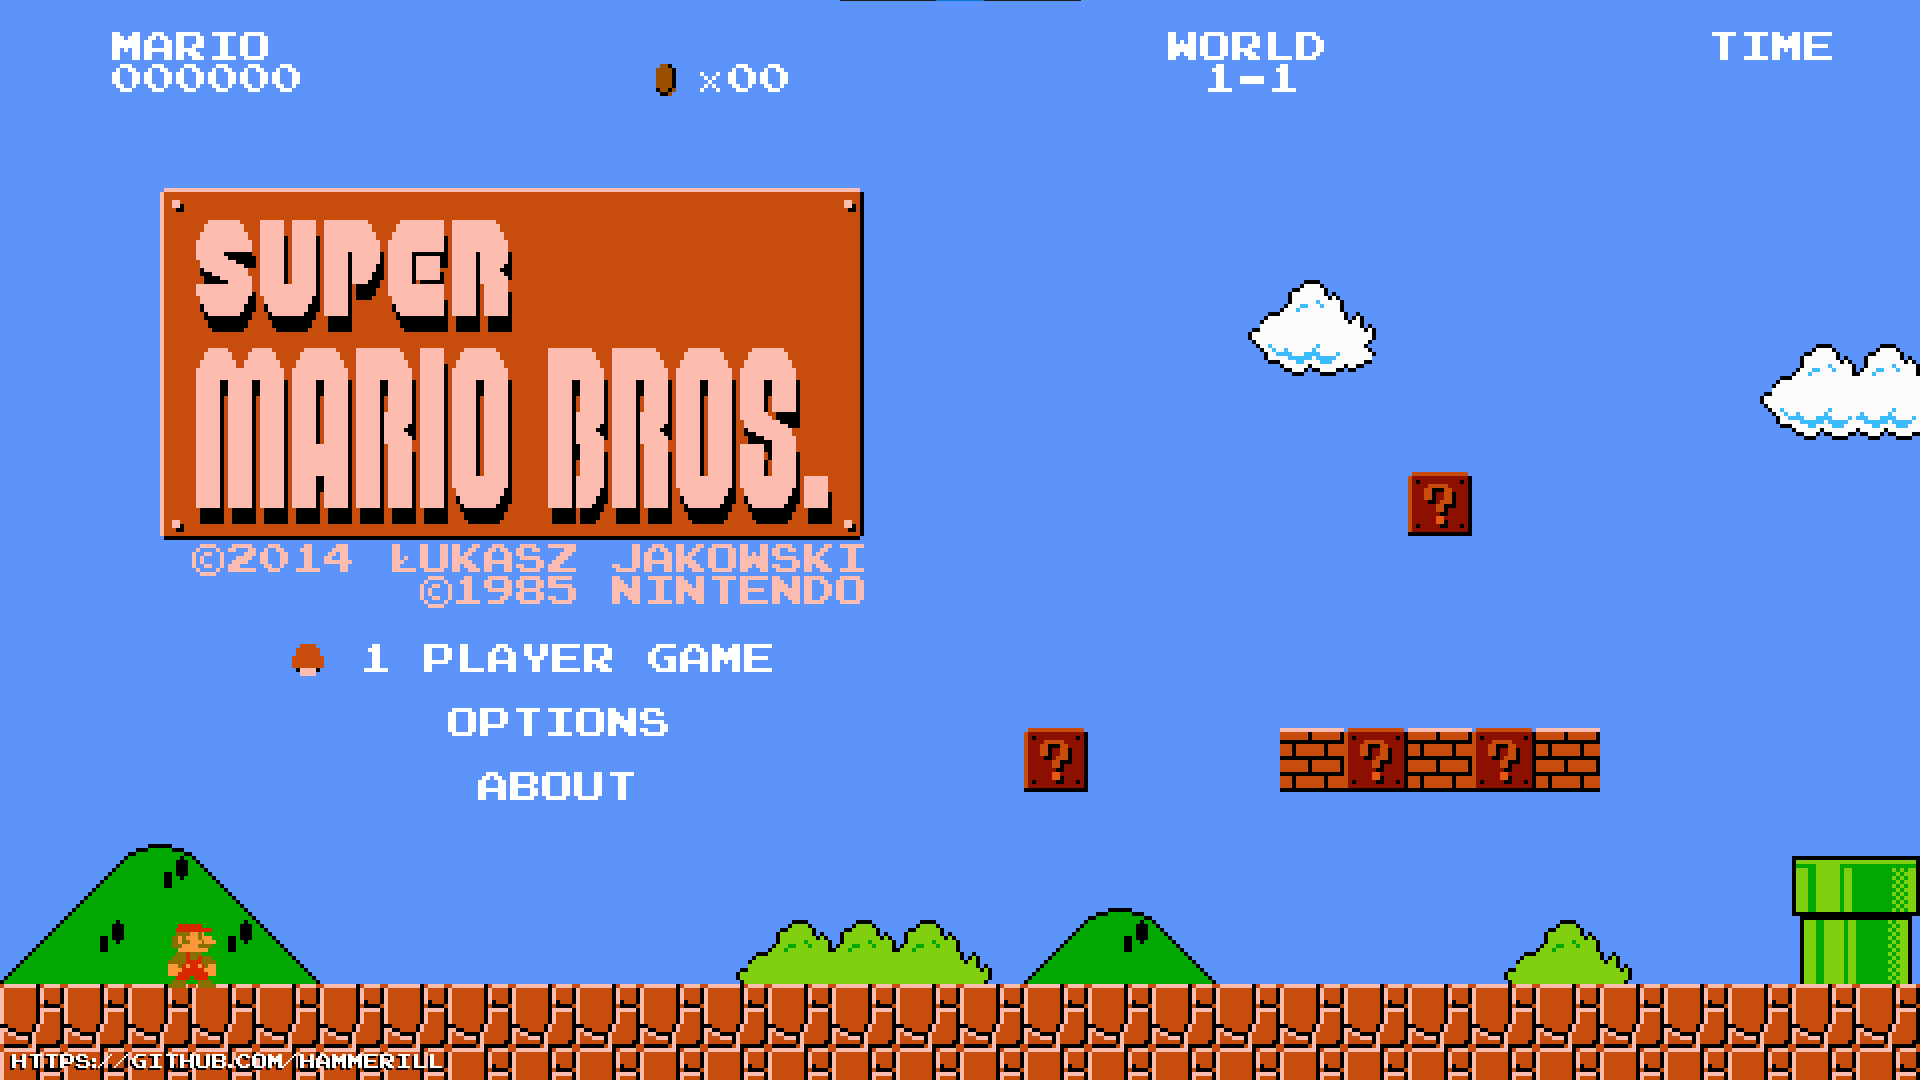 MARIO
000000
x00
WORLD
1-1
TIME
SUPER
MARIO BROS.
©2014 ŁUKASZ JAKOWSKI
©1985 NINTENDO
1 PLAYER GAME
OPTIONS
ABOUT
?
?
? ?
HTTPS://GITHUB.COM/HAMMERILL